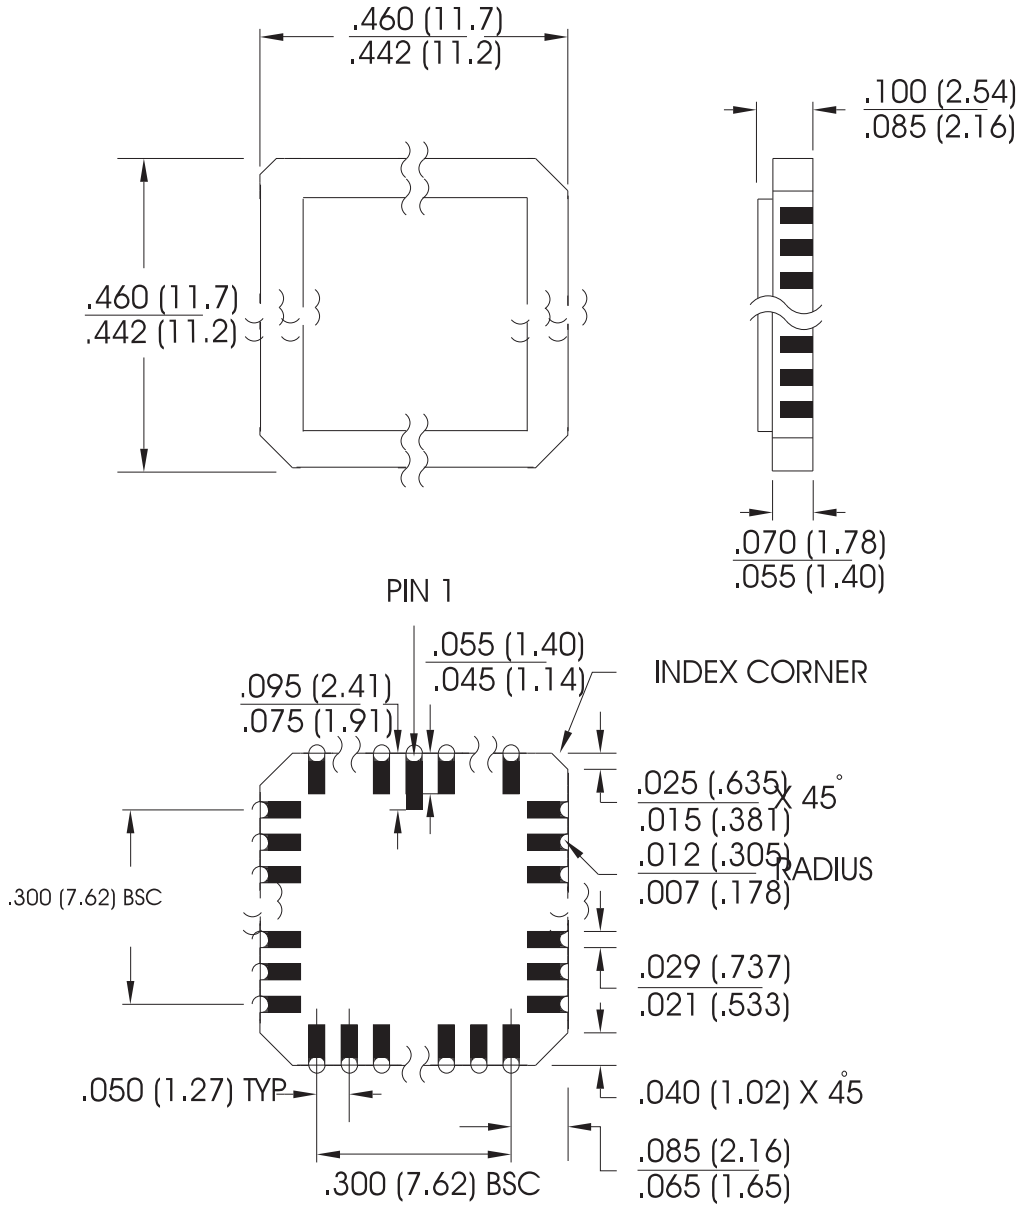 .460 (11.7)
.442 (11.2)
.100 (2.54)
.085 (2.16)
.460 (11.7)
.442 (11.2)
.070 (1.78)
.055 (1.40)
PIN 1
.055 (1.40)
.045 (1.14)
INDEX CORNER
.095 (2.41)
.075 (1.91)
.025 (.635)
.015 (.381)
X 45°
.012 (.305)
.007 (.178)
RADIUS
.300 (7.62) BSC
.029 (.737)
.021 (.533)
.050 (1.27) TYP
.040 (1.02) X 45°
.085 (2.16)
.065 (1.65)
.300 (7.62) BSC